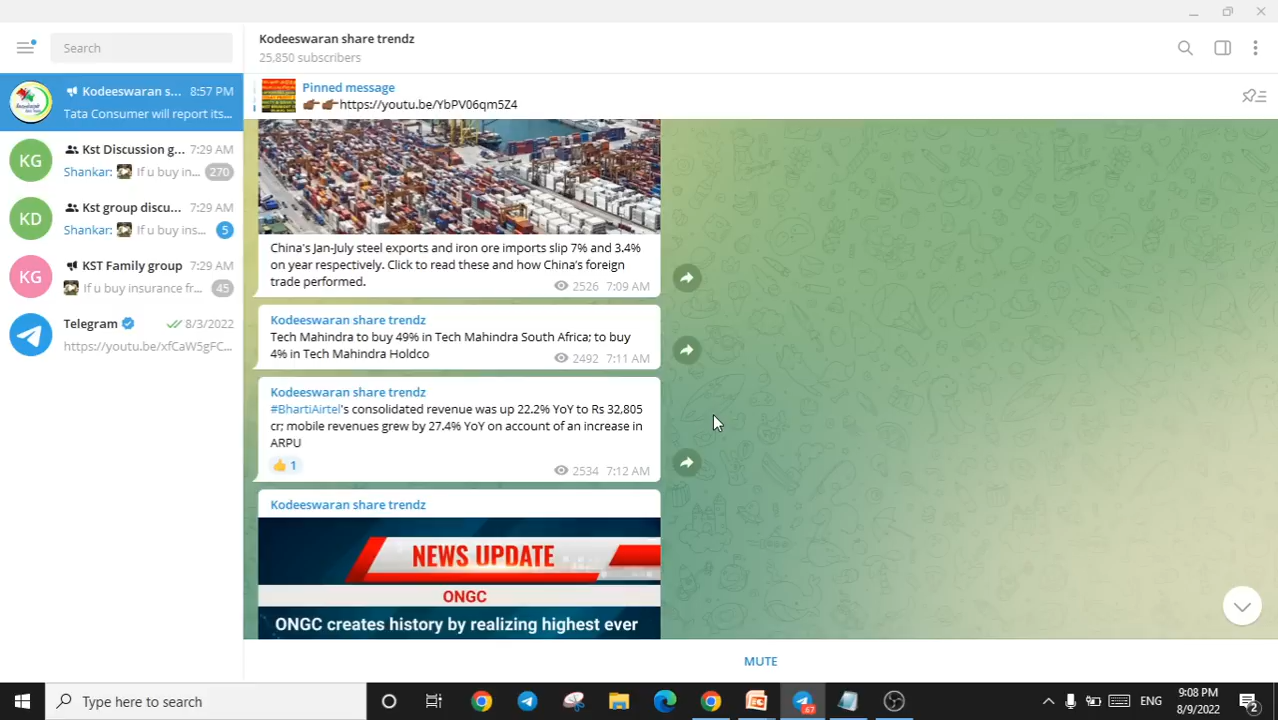 Search
Kodeeswaran s... 8:57 PM
Tata Consumer will report its...
KG
Kst Discussion g... 7:29 AM
Shankar: If u buy in... 270
KD
Kst group discu... 7:29 AM
Shankar: If u buy ins... 5
KG
KST Family group 7:29 AM
If u buy insurance fr... 45
Telegram 8/3/2022
https://youtu.be/xfCaW5gFC...
Kodeeswaran share trendz
25,850 subscribers
Pinned message
https://youtu.be/YbPV06qm5Z4
China's Jan-July steel exports and iron ore imports slip 7% and 3.4%
on year respectively. Click to read these and how China's foreign
trade performed.
2526 7:09 AM
Kodeeswaran share trendz
Tech Mahindra to buy 49% in Tech Mahindra South Africa; to buy
4% in Tech Mahindra Holdco
2492 7:11 AM
Kodeeswaran share trendz
#BhartiAirtel's consolidated revenue was up 22.2% YoY to Rs 32,805
cr; mobile revenues grew by 27.4% YoY on account of an increase in
ARPU
1
2534 7:12 AM
Kodeeswaran share trendz
NEWS UPDATE
ONGC
ONGC creates history by realizing highest ever
MUTE
Type here to search
67
ENG
9:08 PM
8/9/2022
2